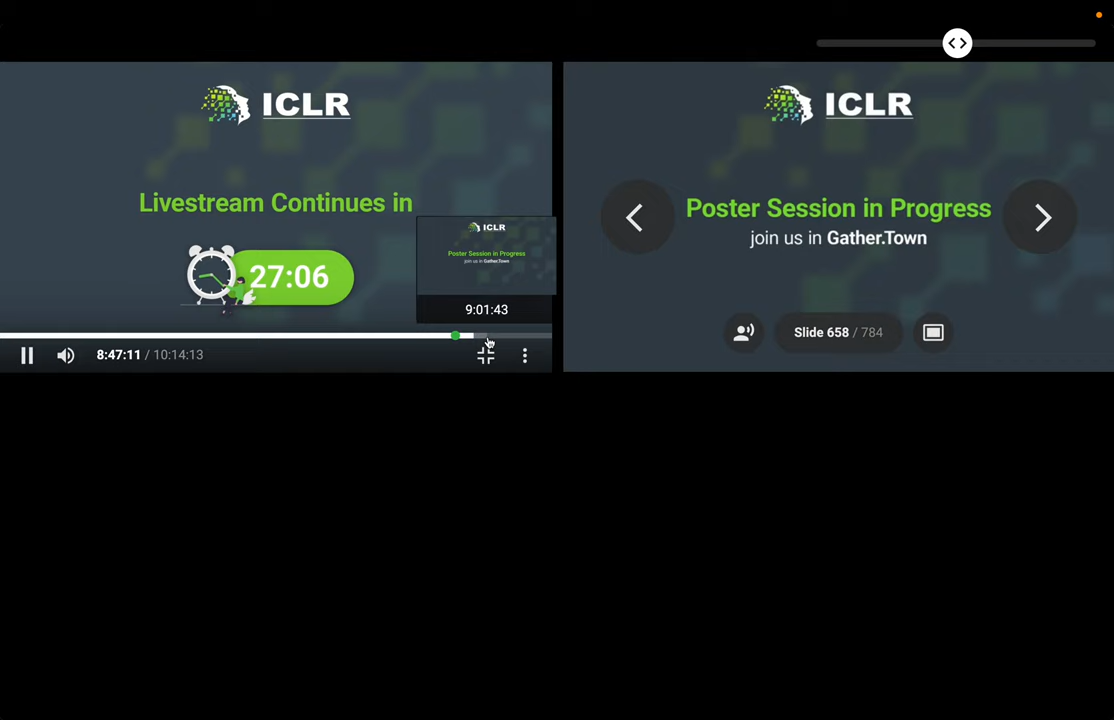 ICLR
Livestream Continues in
27:06
ICLR
Poster Session in Progress
join us in Gather.Town
9:01:43
8:47:11 / 10:14:13
ICLR
Poster Session in Progress
join us in Gather.Town
Slide 658 / 784